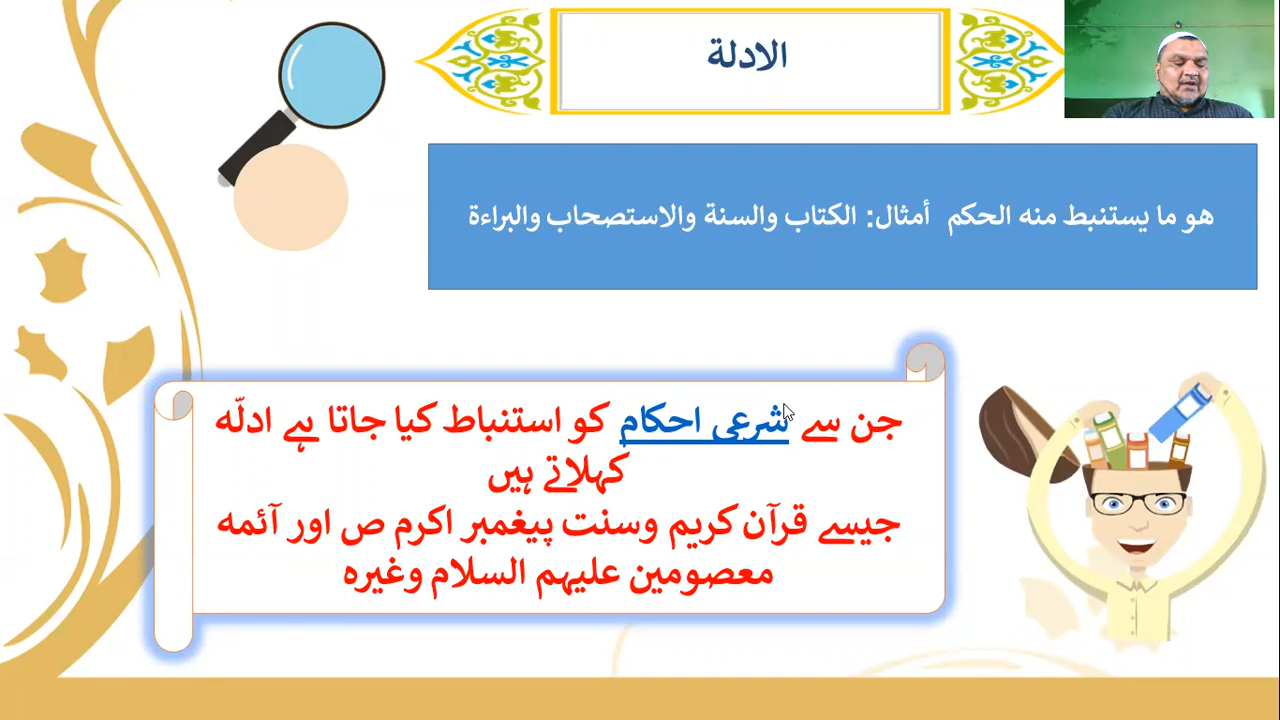 الادلة
هو ما يستنبط منه الحكم أمثال: الكتاب والسنة والاستصحاب والبراءة
جن سے شرعی احکام کو استنباط کیا جاتا ہے ادلّہ
کہلاتے ہیں
جیسے قرآن کریم وسنت پیغمبر اکرم ص اور آئمہ
معصومین علیہم السلام وغیرہ